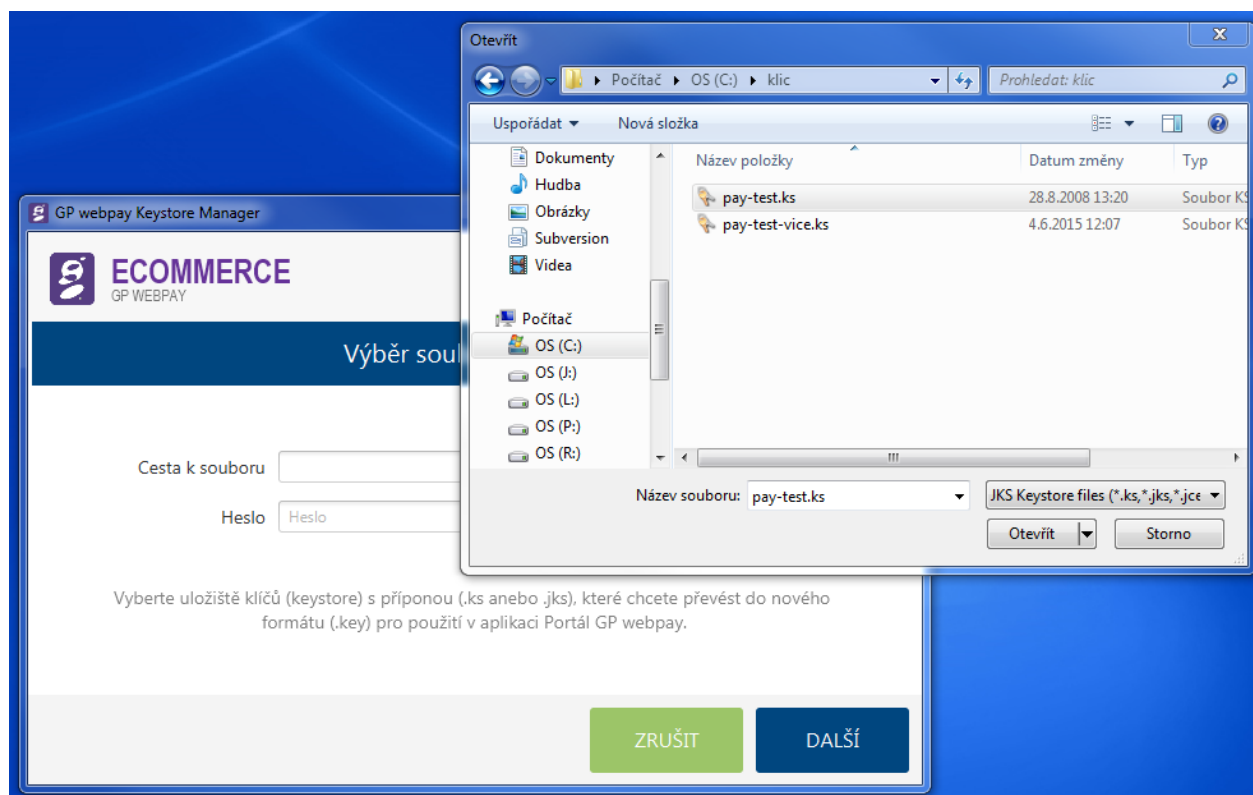 Otevřít
Počítač ▸ OS (C:) ▸ klic
Prohledat: klic
Uspořádat
Nová složka
Dokumenty
Hudba
Obrázky
Subversion
Videa
Počítač
OS (C:)
OS (J:)
OS (L:)
OS (P:)
OS (R:)
Název položky Datum změny Typ
pay-test.ks 28.8.2008 13:20 Soubor KS
pay-test-vice.ks 4.6.2015 12:07 Soubor KS
Název souboru: pay-test.ks JKS Keystore files (*.ks,*.jks,*.jce
Otevřít Storno
GP webpay Keystore Manager
ECOMMERCE
GP WEBPAY
Výběr soul
Cesta k souboru
Heslo Heslo
Vyberte uložiště klíčů (keystore) s příponou (.ks anebo .jks), které chcete převést do nového
formátu (.key) pro použití v aplikaci Portál GP webpay.
ZRUŠIT DALŠÍ